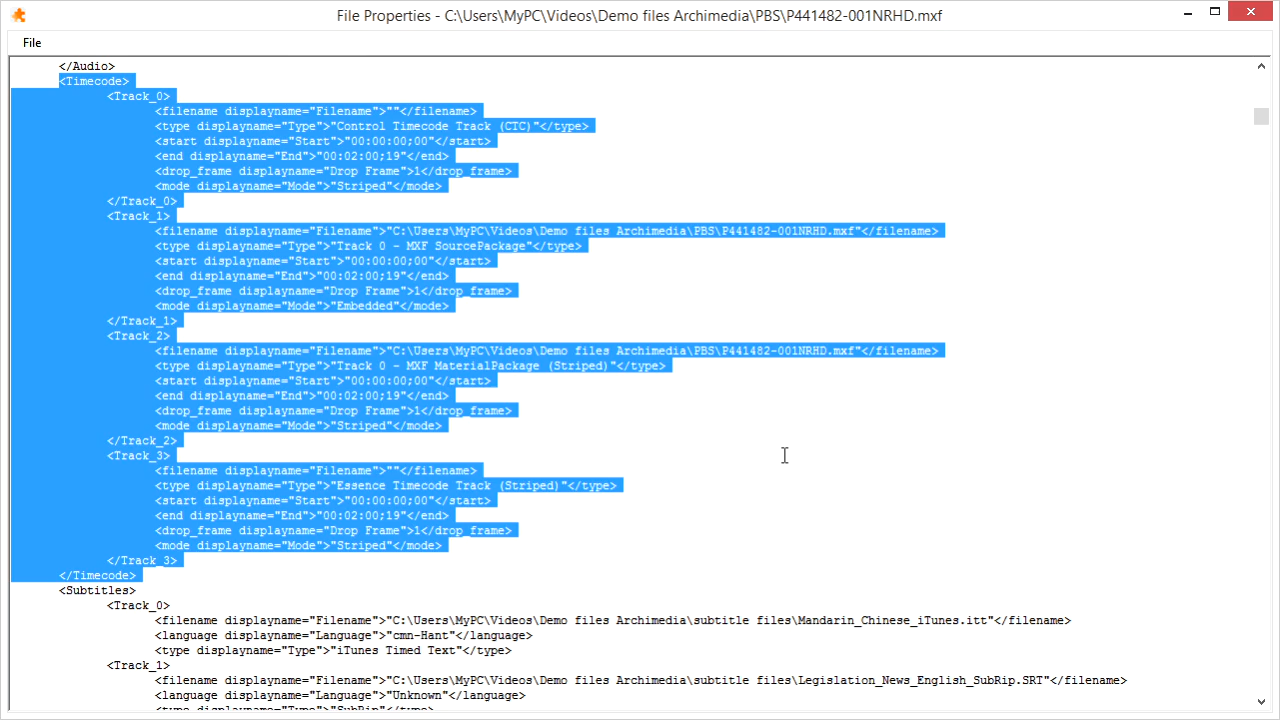 File Properties - C:\Users\MyPC\Videos\Demo files Archimedia\PBS\P441482-001NRHD.mxf
File
</Audio>
<Timecode>
<Track_0>
<filename displayname="Filename">""</filename>
<type displayname="Type">"Control Timecode Track (CTC)"</type>
<start displayname="Start">"00:00:00;00"</start>
<end displayname="End">"00:02:00;19"</end>
<drop_frame displayname="Drop Frame">1</drop_frame>
<mode displayname="Mode">"Striped"</mode>
</Track_0>
<Track_1>
<filename displayname="Filename">"C:\Users\MyPC\Videos\Demo files Archimedia\PBS\P441482-001NRHD.mxf"</filename>
<type displayname="Type">"Track 0 - MXF SourcePackage"</type>
<start displayname="Start">"00:00:00;00"</start>
<end displayname="End">"00:02:00;19"</end>
<drop_frame displayname="Drop Frame">1</drop_frame>
<mode displayname="Mode">"Embedded"</mode>
</Track_1>
<Track_2>
<filename displayname="Filename">"C:\Users\MyPC\Videos\Demo files Archimedia\PBS\P441482-001NRHD.mxf"</filename>
<type displayname="Type">"Track 0 - MXF MaterialPackage (Striped)"</type>
<start displayname="Start">"00:00:00;00"</start>
<end displayname="End">"00:02:00;19"</end>
<drop_frame displayname="Drop Frame">1</drop_frame>
<mode displayname="Mode">"Striped"</mode>
</Track_2>
<Track_3>
<filename displayname="Filename">""</filename>
<type displayname="Type">"Essence Timecode Track (Striped)"</type>
<start displayname="Start">"00:00:00;00"</start>
<end displayname="End">"00:02:00;19"</end>
<drop_frame displayname="Drop Frame">1</drop_frame>
<mode displayname="Mode">"Striped"</mode>
</Track_3>
</Timecode>
<Subtitles>
<Track_0>
<filename displayname="Filename">"C:\Users\MyPC\Videos\Demo files Archimedia\subtitle files\Mandarin_Chinese_iTunes.itt"</filename>
<language displayname="Language">"cmn-Hant"</language>
<type displayname="Type">"iTunes Timed Text"</type>
<Track_1>
<filename displayname="Filename">"C:\Users\MyPC\Videos\Demo files Archimedia\subtitle files\Legislation_News_English_SubRip.SRT"</filename>
<language displayname="Language">"Unknown"</language>
<type displayname="Type">"SubRip"</type>